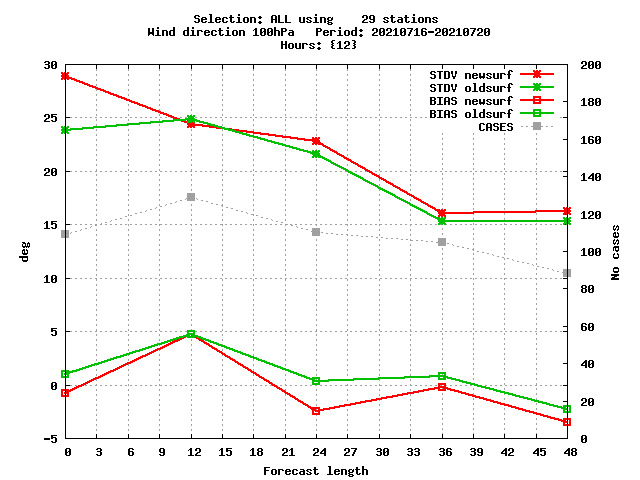 Selection: ALL using    29 stations
Wind direction 100hPa   Period: 20210716-20210720
Hours: {12}
STDV newsurf
STDV oldsurf
BIAS newsurf
BIAS oldsurf
CASES
30
25
20
15
10
5
0
-5
deg
200
180
160
140
120
100
80
60
40
20
0
No cases
0 3 6 9 12 15 18 21 24 27 30 33 36 39 42 45 48
Forecast length